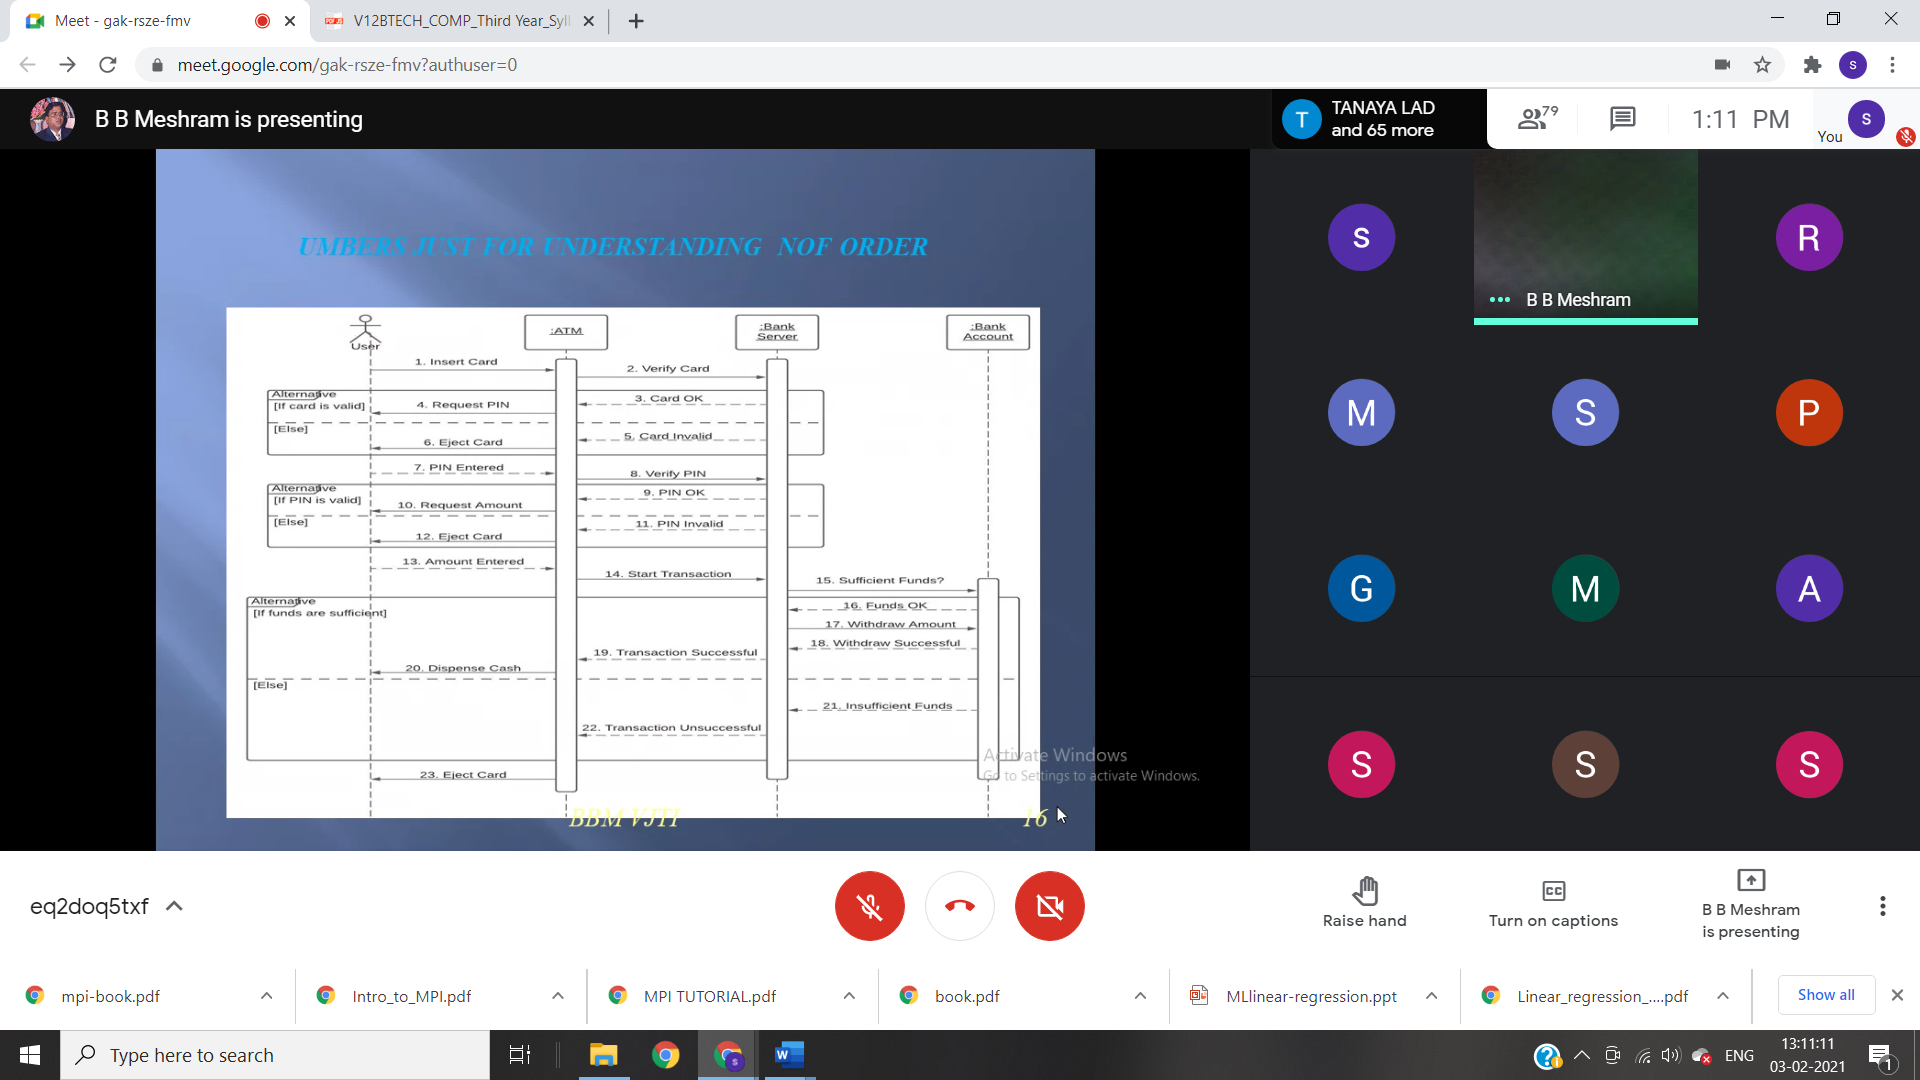 Meet - gak-rsze-fmv
V12BTECH_COMP_Third Year_Syll
meet.google.com/gak-rsze-fmv?authuser=0
S
B B Meshram is presenting
T
TANAYA LAD
and 65 more
79
1:11 PM
You
S
UMBERS JUST FOR UNDERSTANDING NOF ORDER
User
:ATM
:Bank
Server
:Bank
Account
1. Insert Card
2. Verify Card
Alternative
[If card is valid]
3. Card OK
4. Request PIN
[Else]
5. Card Invalid
6. Eject Card
7. PIN Entered
8. Verify PIN
Alternative
[If PIN is valid]
9. PIN OK
10. Request Amount
[Else]
11. PIN Invalid
12. Eject Card
13. Amount Entered
14. Start Transaction
15. Sufficient Funds?
Alternative
[If funds are sufficient]
16. Funds OK
17. Withdraw Amount
18. Withdraw Successful
19. Transaction Successful
20. Dispense Cash
[Else]
21. Insufficient Funds
22. Transaction Unsuccessful
23. Eject Card
BBM VJTI
16
Activate Windows
Go to Settings to activate Windows.
S
B B Meshram
R
M
S
P
G
M
A
S
S
S
eq2doq5txf
Raise hand
CC
Turn on captions
B B Meshram
is presenting
mpi-book.pdf
Intro_to_MPI.pdf
MPI TUTORIAL.pdf
book.pdf
MLlinear-regression.ppt
Linear_regression_....pdf
Show all
Type here to search
ENG
13:11:11
03-02-2021
1